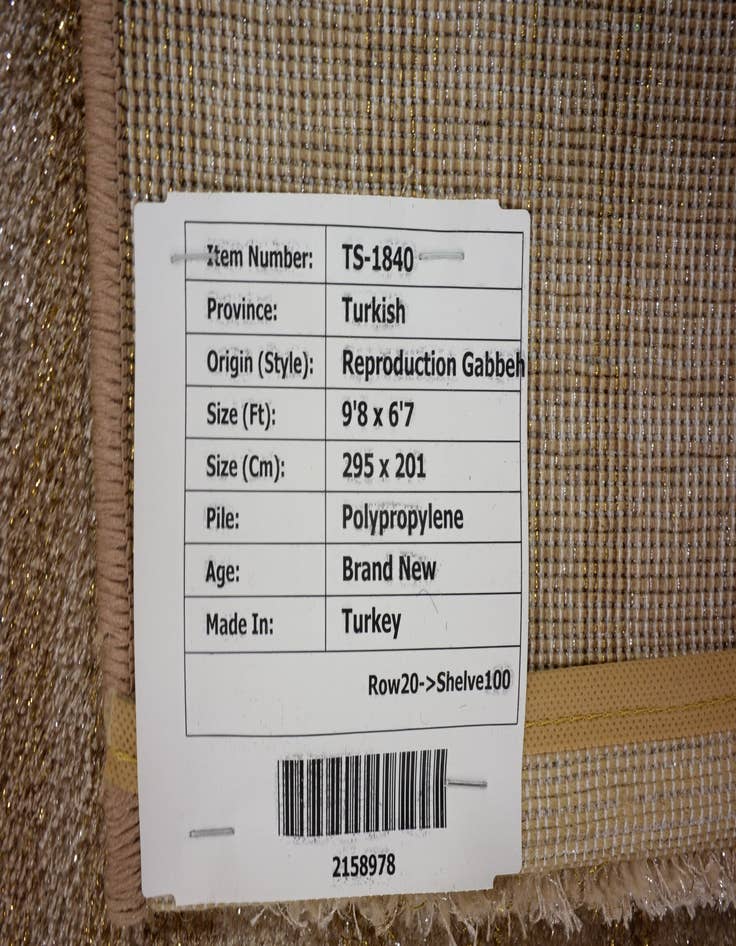 Item Number: TS-1840
Province: Turkish
Origin (Style): Reproduction Gabbeh
Size (Ft): 9'8 x 6'7
Size (Cm): 295 x 201
Pile: Polypropylene
Age: Brand New
Made In: Turkey
Row20->Shelve100
2158978